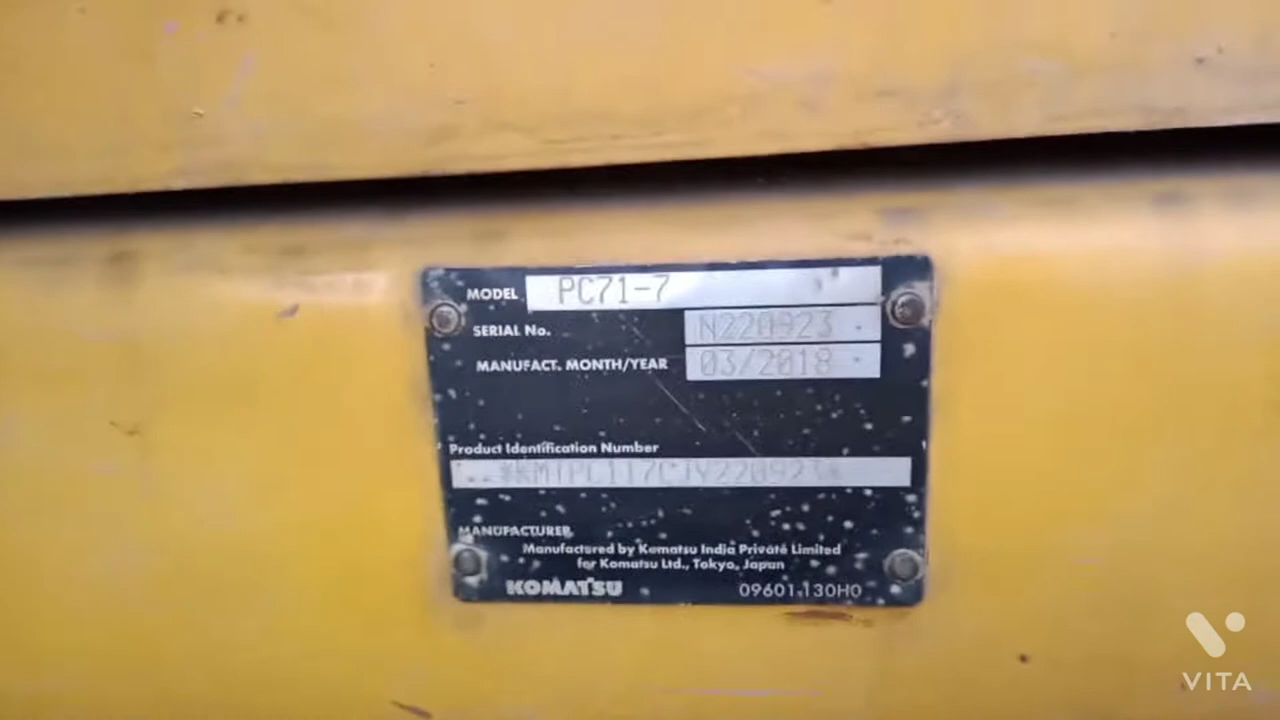 MODEL PC71-7
SERIAL No. N220923
MANUFACT. MONTH/YEAR 03/2018
Product Identification Number
MANUFACTURER
Manufactured by Komatsu India Private Limited
for Komatsu Ltd., Tokyo, Japan
KOMATSU 09601.130H0
VITA